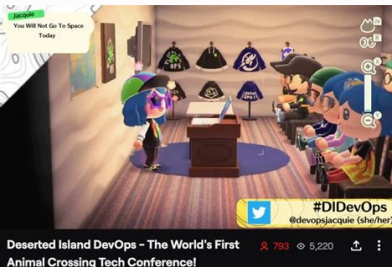 Jacquie
You Will Not Go To Space
Today
OPS
#DIDevOps
@devopsjacquie (she/her)
Deserted Island DevOps - The World's First
793
5,220
Animal Crossing Tech Conference!